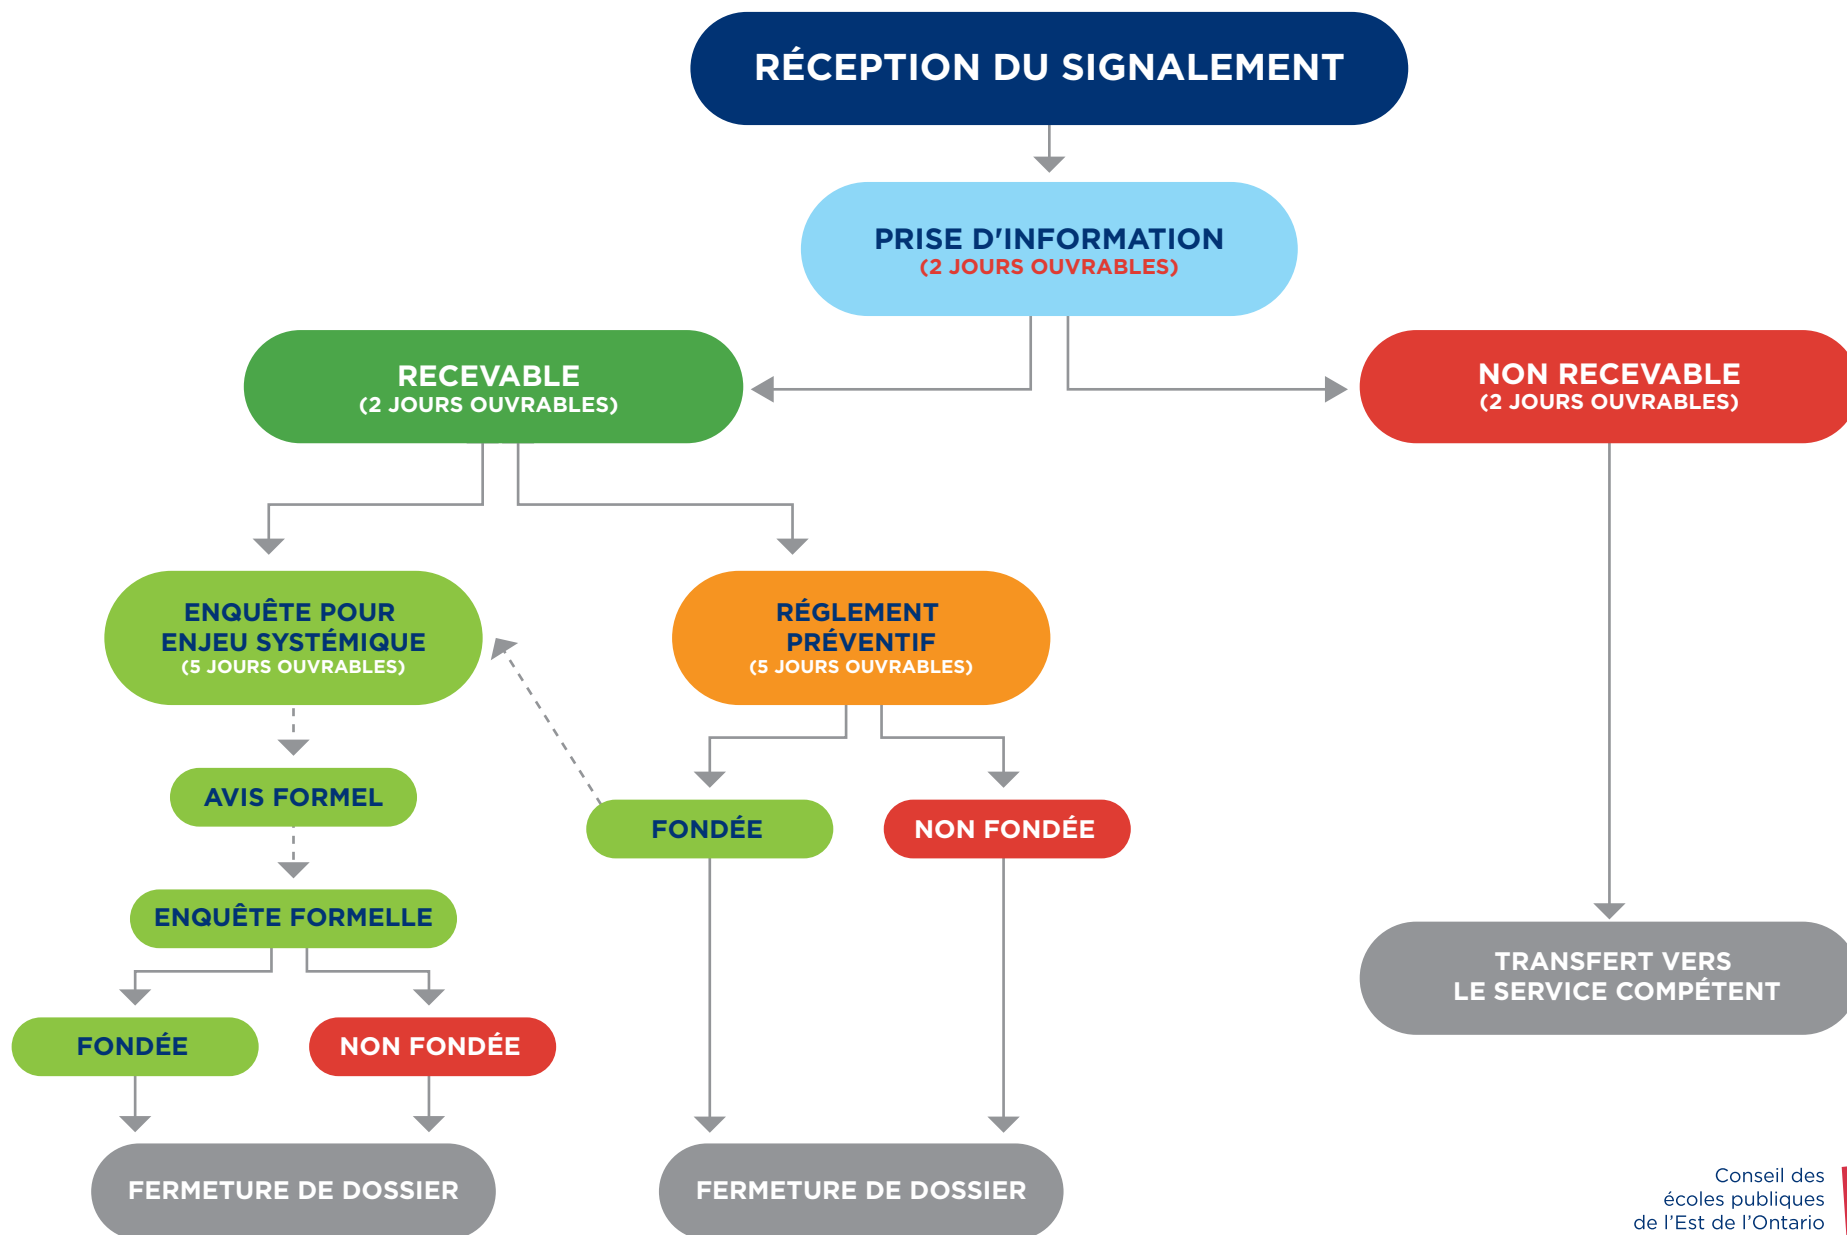 RÉCEPTION DU SIGNALEMENT
PRISE D'INFORMATION
(2 JOURS OUVRABLES)
RECEVABLE
(2 JOURS OUVRABLES)
NON RECEVABLE
(2 JOURS OUVRABLES)
ENQUÊTE POUR
ENJEU SYSTÉMIQUE
(5 JOURS OUVRABLES)
RÉGLEMENT
PRÉVENTIF
(5 JOURS OUVRABLES)
AVIS FORMEL
FONDÉE
NON FONDÉE
ENQUÊTE FORMELLE
TRANSFERT VERS
LE SERVICE COMPÉTENT
FONDÉE
NON FONDÉE
FERMETURE DE DOSSIER
FERMETURE DE DOSSIER
Conseil des
écoles publiques
de l'Est de l'Ontario